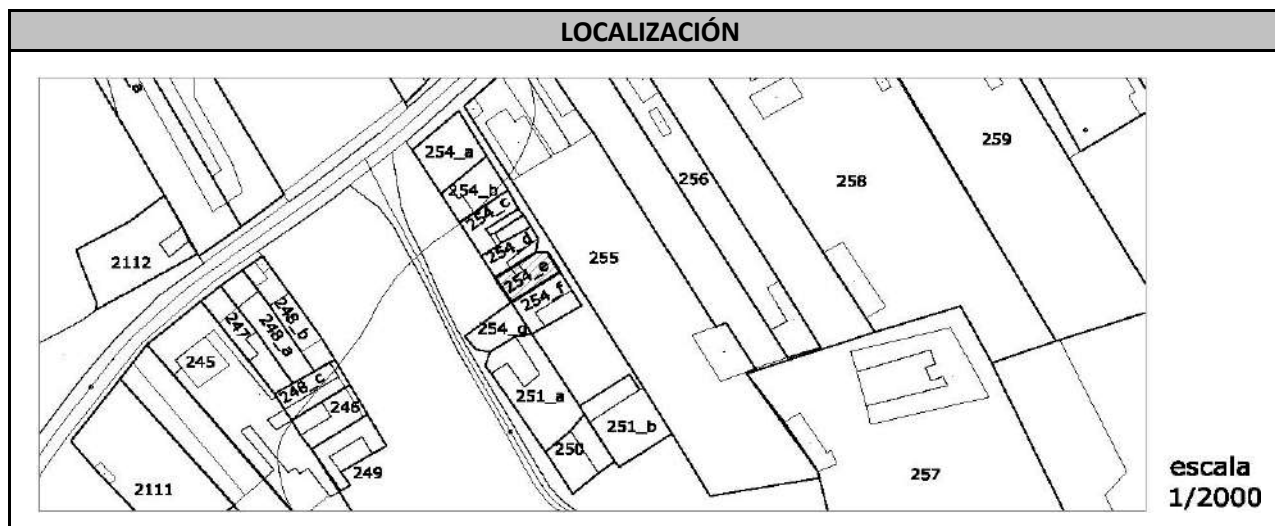 LOCALIZACIÓN
254_a
259
254_b
256
258
254_c
254_d
255
2112
254_e
254_f
248_b
247
248_a
254_g
245
248_c
246
251_a
251_b
250
249
257
2111
escala
1/2000